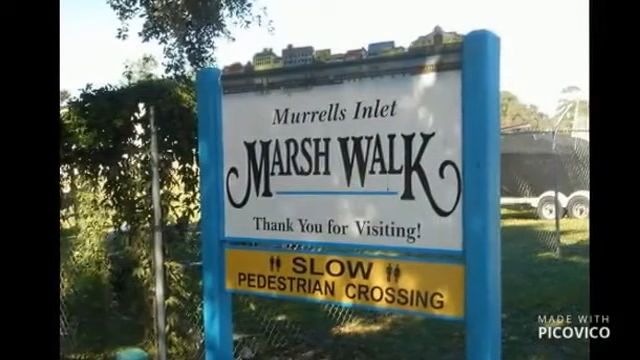 Murrells Inlet
MARSH WALK
Thank You for Visiting!
SLOW
PEDESTRIAN CROSSING
MADE WITH
PICOVICO